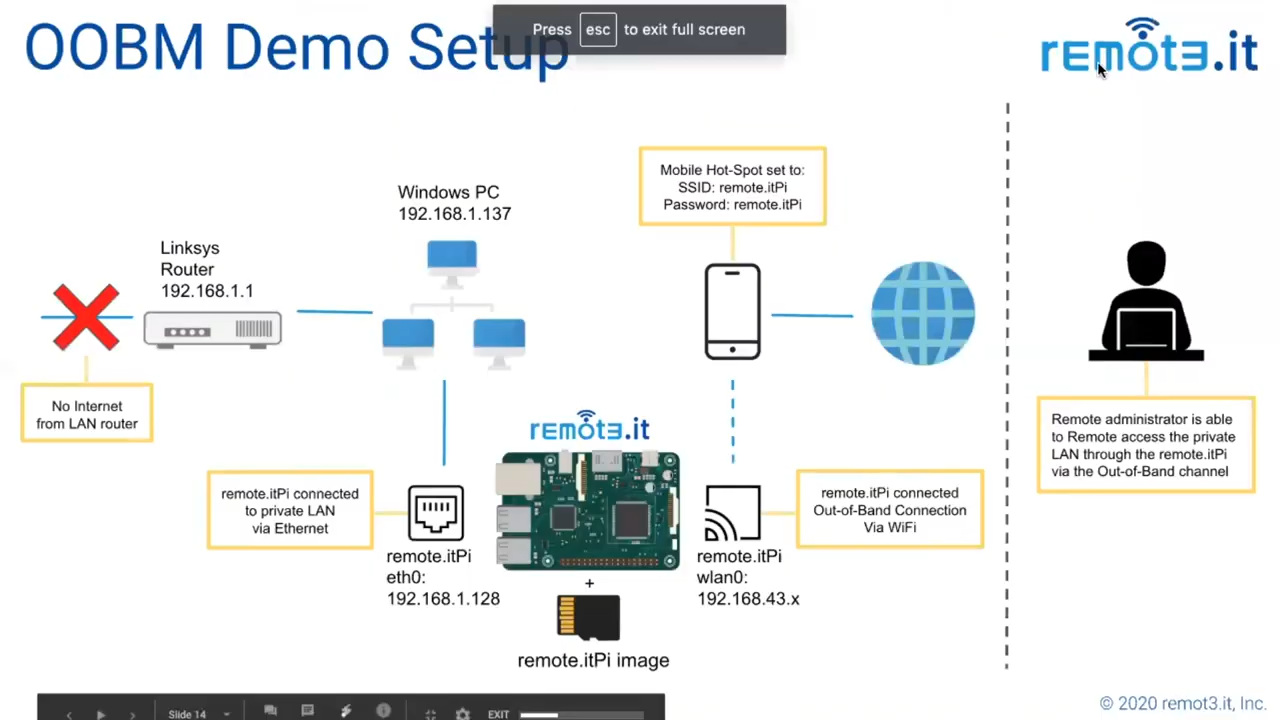 OOBM Demo Setup
Press esc to exit full screen
remot3.it
Mobile Hot-Spot set to:
SSID: remote.itPi
Password: remote.itPi
Windows PC
192.168.1.137
Linksys
Router
192.168.1.1
No Internet
from LAN router
Remote administrator is able
to Remote access the private
LAN through the remote.itPi
via the Out-of-Band channel
remot3.it
remote.itPi connected
to private LAN
via Ethernet
remote.itPi connected
Out-of-Band Connection
Via WiFi
remote.itPi
eth0:
192.168.1.128
remote.itPi
wlan0:
192.168.43.x
+
remote.itPi image
Slide 14
EXIT
© 2020 remot3.it, Inc.